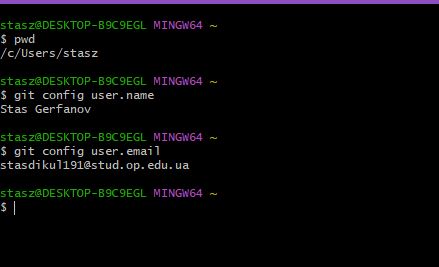 stasz@DESKTOP-B9C9EGL MINGW64 ~
$ pwd
/c/Users/stasz
stasz@DESKTOP-B9C9EGL MINGW64 ~
$ git config user.name
Stas Gerfanov
stasz@DESKTOP-B9C9EGL MINGW64 ~
$ git config user.email
stasdikul191@stud.op.edu.ua
stasz@DESKTOP-B9C9EGL MINGW64 ~
$